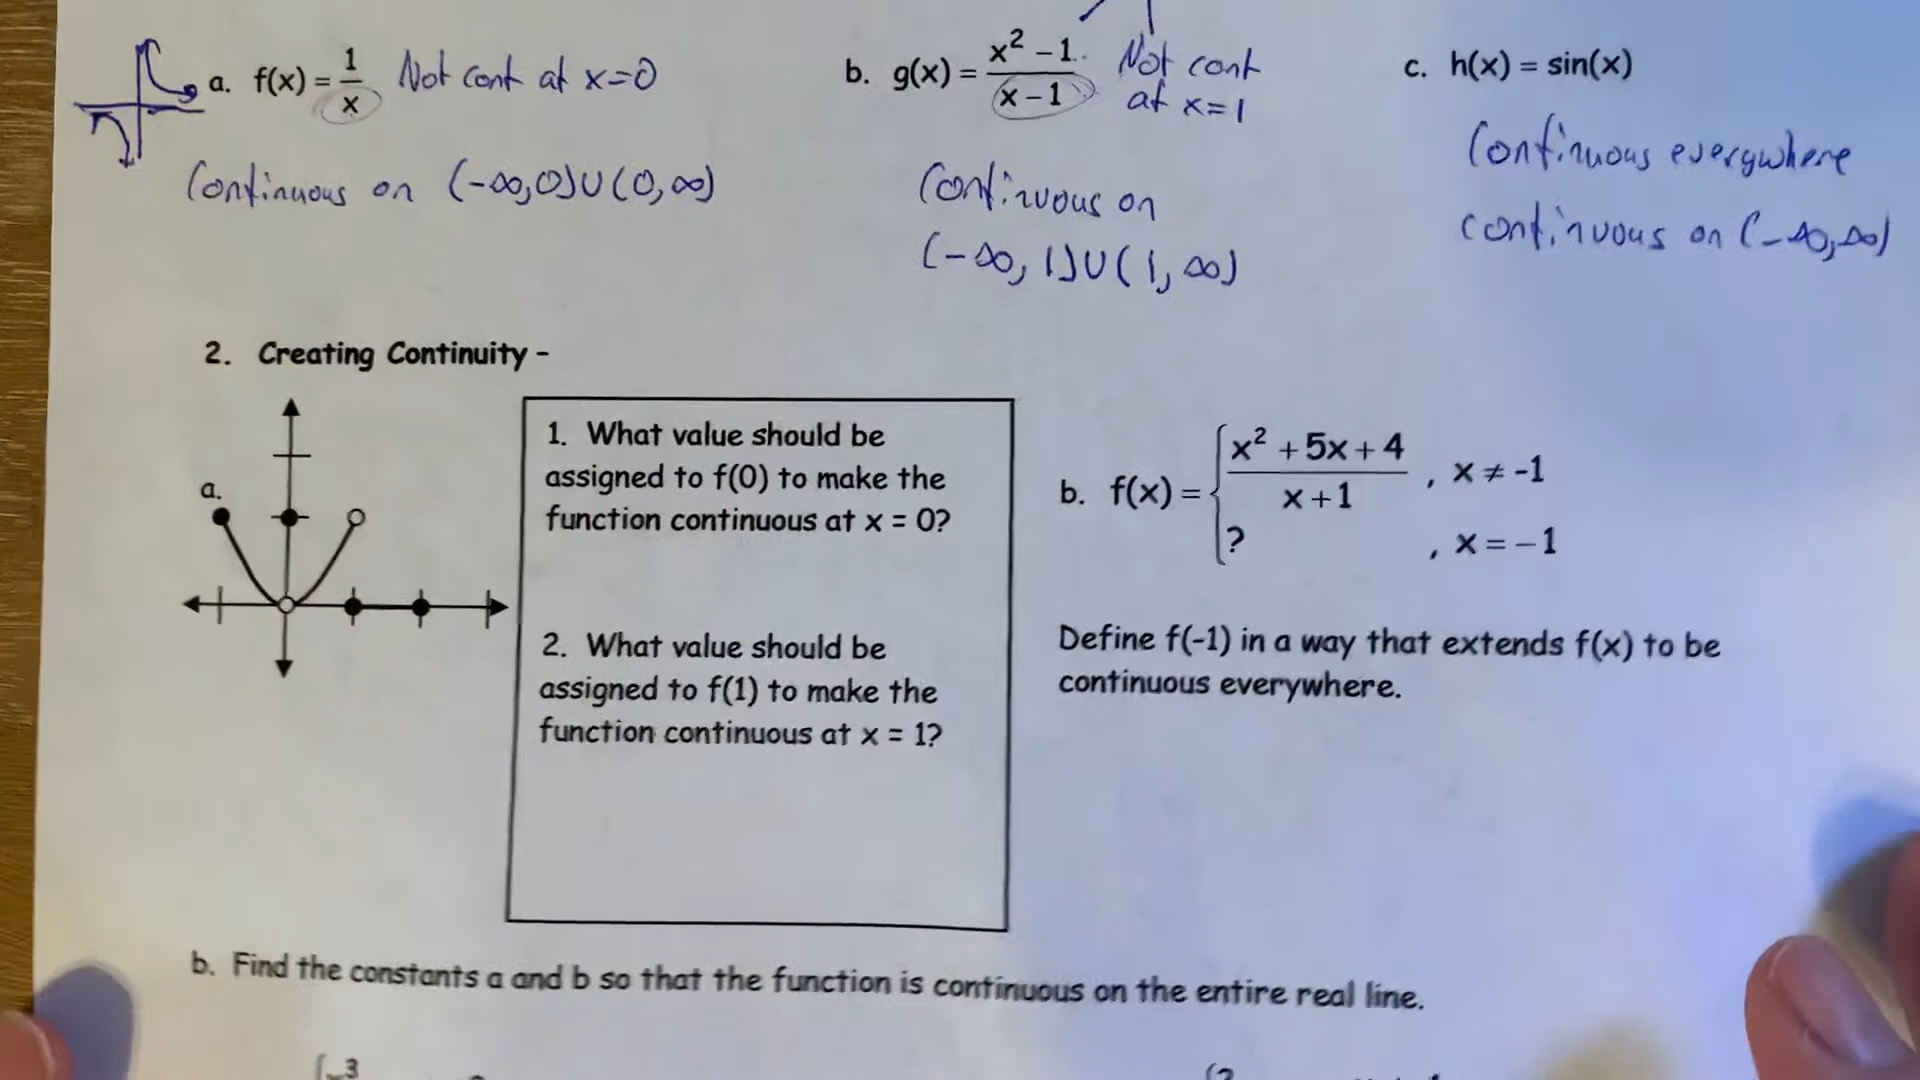 a. f(x) = 1/x Not cont at x=0
Continuous on (-∞,0)∪(0,∞)
b. g(x) = (x² - 1)/(x - 1) Not cont
at x=1
Continuous on
(-∞, 1)∪(1, ∞)
c. h(x) = sin(x)
Continuous everywhere
continuous on (-∞,∞)
2. Creating Continuity -
a.
1. What value should be
assigned to f(0) to make the
function continuous at x = 0?
2. What value should be
assigned to f(1) to make the
function continuous at x = 1?
b. f(x) = { (x² + 5x + 4)/(x + 1) , x ≠ -1
? , x = -1
Define f(-1) in a way that extends f(x) to be
continuous everywhere.
b. Find the constants a and b so that the function is continuous on the entire real line.